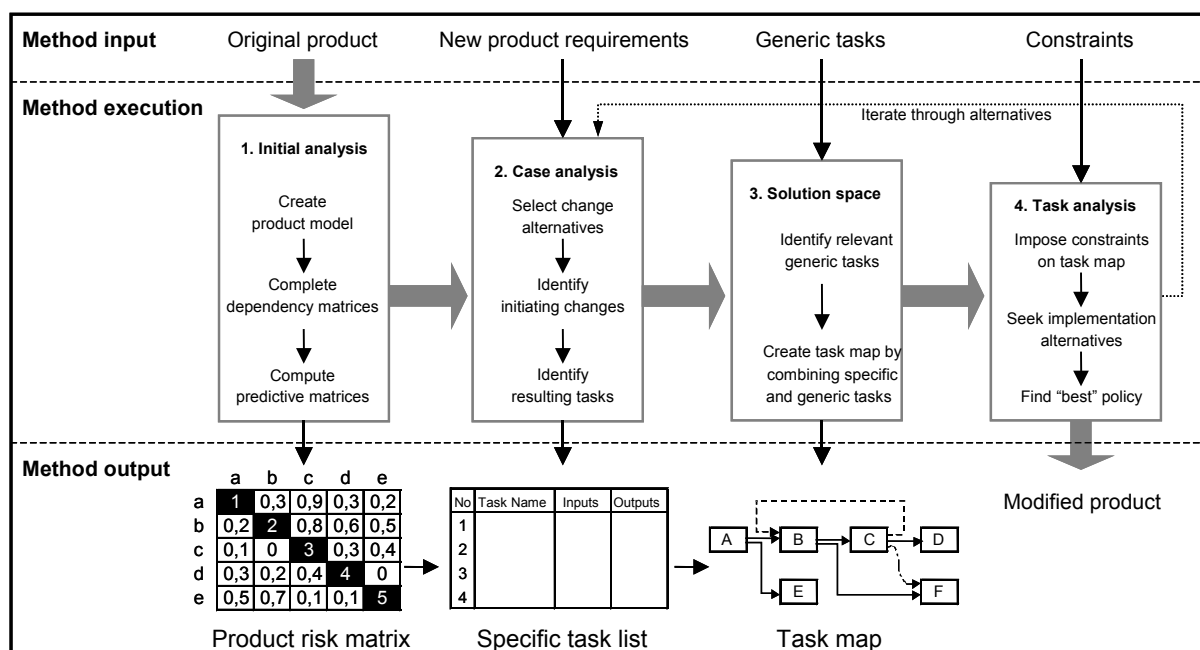 Method input
Original product
New product requirements
Generic tasks
Constraints
Method execution
Iterate through alternatives
1. Initial analysis
Create
product model
Complete
dependency matrices
Compute
predictive matrices
2. Case analysis
Select change
alternatives
Identify
initiating changes
Identify
resulting tasks
3. Solution space
Identify relevant
generic tasks
Create task map by
combining specific
and generic tasks
4. Task analysis
Impose constraints
on task map
Seek implementation
alternatives
Find “best” policy
Method output
a b c d e
a 1 0,3 0,9 0,3 0,2
b 0,2 2 0,8 0,6 0,5
c 0,1 0 3 0,3 0,4
d 0,3 0,2 0,4 4 0
e 0,5 0,7 0,1 0,1 5
Product risk matrix
No Task Name Inputs Outputs
1
2
3
4
Specific task list
A B C D
E F
Task map
Modified product